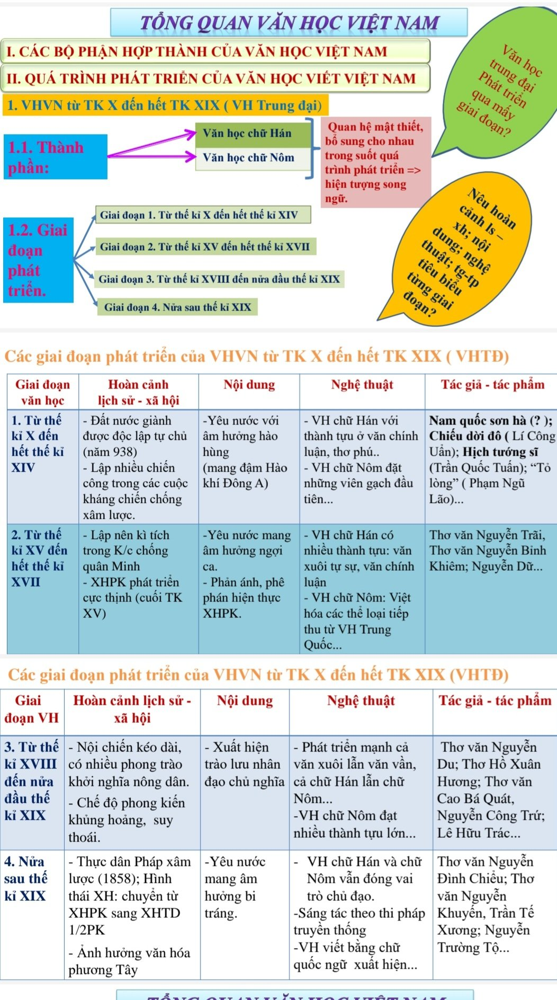 TỔNG QUAN VĂN HỌC VIỆT NAM
I. CÁC BỘ PHẬN HỢP THÀNH CỦA VĂN HỌC VIỆT NAM
II. QUÁ TRÌNH PHÁT TRIỂN CỦA VĂN HỌC VIẾT VIỆT NAM
1. VHVN từ TK X đến hết TK XIX ( VH Trung đại)
Văn học
trung đại
Phát triển
qua mấy
giai đoạn?
1.1. Thành
phần:
Văn học chữ Hán
Văn học chữ Nôm
Quan hệ mật thiết,
bổ sung cho nhau
trong suốt quá
trình phát triển =>
hiện tượng song
ngữ.
1.2. Giai
đoạn
phát
triển.
Giai đoạn 1. Từ thế kỉ X đến hết thế kỉ XIV
Giai đoạn 2. Từ thế kỉ XV đến hết thế kỉ XVII
Giai đoạn 3. Từ thế kỉ XVIII đến nửa đầu thế kỉ XIX
Giai đoạn 4. Nửa sau thế kỉ XIX
Nêu hoàn
cảnh ls –
xh; nội
dung; nghệ
thuật; tg-tp
tiêu biểu
từng giai
đoạn?
Các giai đoạn phát triển của VHVN từ TK X đến hết TK XIX ( VHTĐ)
Giai đoạn
văn học
Hoàn cảnh
lịch sử - xã hội
Nội dung
Nghệ thuật
Tác giả - tác phẩm
1. Từ thế
kỉ X đến
hết thế kỉ
XIV
- Đất nước giành
được độc lập tự chủ
(năm 938)
- Lập nhiều chiến
công trong các cuộc
kháng chiến chống
xâm lược.
-Yêu nước với
âm hưởng hào
hùng
(mang đậm Hào
khí Đông A)
- VH chữ Hán với
thành tựu ở văn chính
luận, thơ phú..
- VH chữ Nôm đặt
những viên gạch đầu
tiên...
Nam quốc sơn hà (? );
Chiếu dời đô ( Lí Công
Uẩn); Hịch tướng sĩ
(Trần Quốc Tuấn); “Tỏ
lòng” ( Phạm Ngũ
Lão)...
2. Từ thế
kỉ XV đến
hết thế kỉ
XVII
- Lập nên kì tích
trong K/c chống
quân Minh
- XHPK phát triển
cực thịnh (cuối TK
XV)
-Yêu nước mang
âm hưởng ngợi
ca.
- Phản ánh, phê
phán hiện thực
XHPK.
- VH chữ Hán có
nhiều thành tựu: văn
xuôi tự sự, văn chính
luận
- VH chữ Nôm: Việt
hóa các thể loại tiếp
thu từ VH Trung
Quốc...
Thơ văn Nguyễn Trãi,
Thơ văn Nguyễn Bỉnh
Khiêm; Nguyễn Dữ...
Các giai đoạn phát triển của VHVN từ TK X đến hết TK XIX (VHTĐ)
Giai
đoạn VH
Hoàn cảnh lịch sử -
xã hội
Nội dung
Nghệ thuật
Tác giả - tác phẩm
3. Từ thế
kỉ XVIII
đến nửa
đầu thế
kỉ XIX
- Nội chiến kéo dài,
có nhiều phong trào
khởi nghĩa nông dân.
- Chế độ phong kiến
khủng hoảng, suy
thoái.
- Xuất hiện
trào lưu nhân
đạo chủ nghĩa
- Phát triển mạnh cả
văn xuôi lẫn văn vần,
cả chữ Hán lẫn chữ
Nôm...
-VH chữ Nôm đạt
nhiều thành tựu lớn...
Thơ văn Nguyễn
Du; Thơ Hồ Xuân
Hương; Thơ văn
Cao Bá Quát,
Nguyễn Công Trứ;
Lê Hữu Trác...
4. Nửa
sau thế
kỉ XIX
- Thực dân Pháp xâm
lược (1858); Hình
thái XH: chuyển từ
XHPK sang XHTD
1/2PK
- Ảnh hưởng văn hóa
phương Tây
-Yêu nước
mang âm
hưởng bi
tráng.
- VH chữ Hán và chữ
Nôm vẫn đóng vai
trò chủ đạo.
-Sáng tác theo thi pháp
truyền thống
-VH viết bằng chữ
quốc ngữ xuất hiện...
Thơ văn Nguyễn
Đình Chiểu; Thơ
văn Nguyễn
Khuyến, Trần Tế
Xương; Nguyễn
Trường Tộ...
TỔNG QUAN VĂN HỌC VIỆT NAM